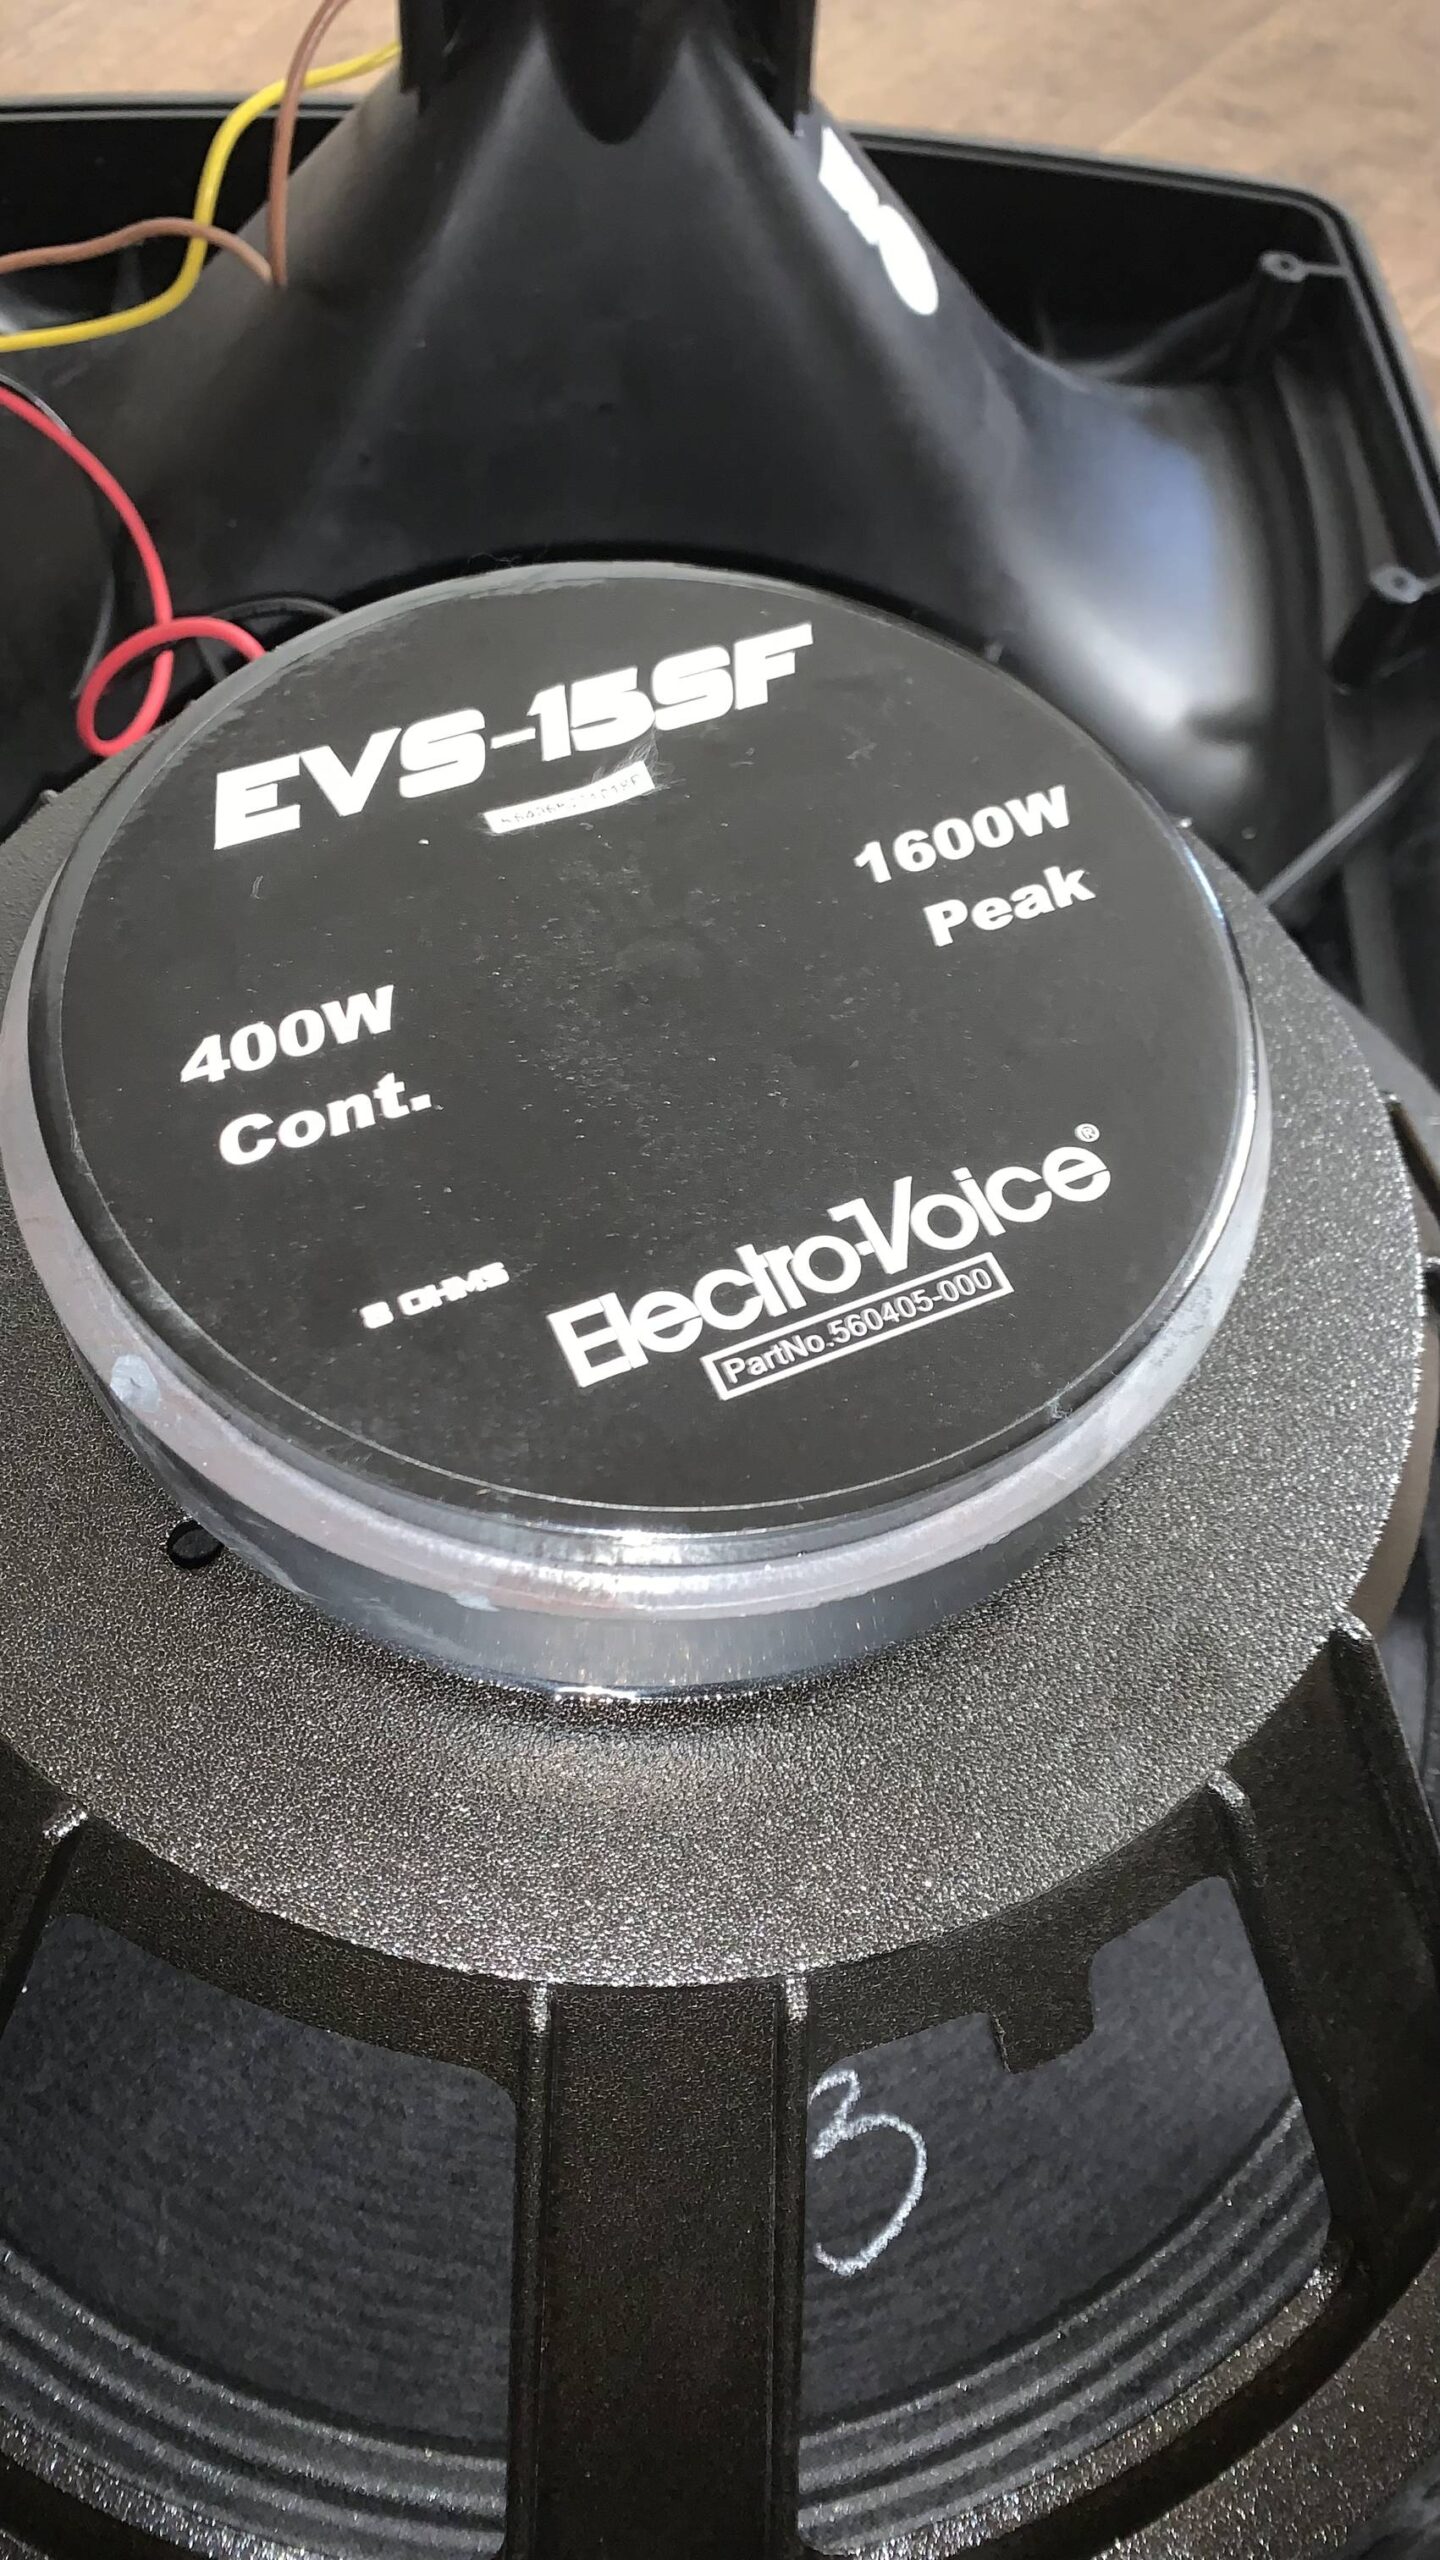 EVS-15SF
1600W
Peak
400W
Cont.
8 OHMS
Electro-Voice®
PartNo.560405-000
3